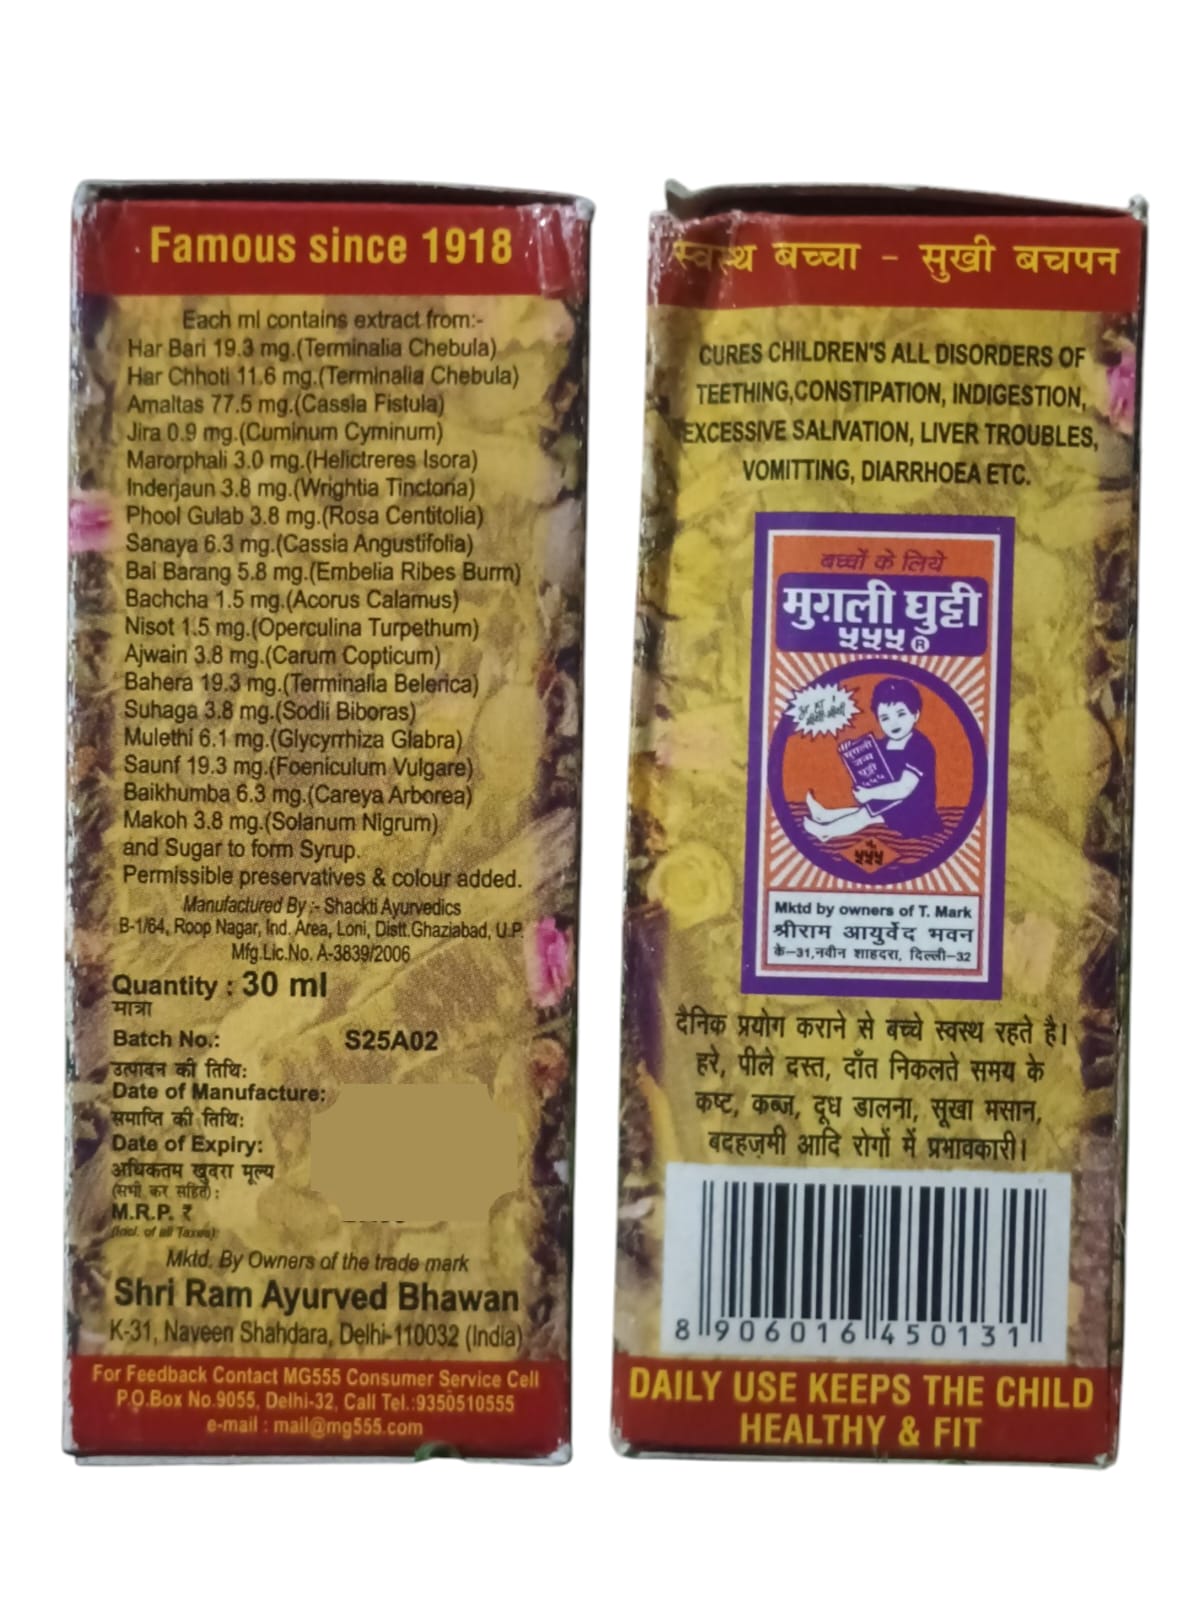 Famous since 1918
Each ml contains extract from:-
Har Bari 19.3 mg.(Terminalia Chebula)
Har Chhoti 11.6 mg.(Terminalia Chebula)
Amaltas 77.5 mg.(Cassia Fistula)
Jira 0.9 mg.(Cuminum Cyminum)
Marorphali 3.0 mg.(Helictreres Isora)
Inderjaun 3.8 mg.(Wrightia Tinctoria)
Phool Gulab 3.8 mg.(Rosa Centitolia)
Sanaya 6.3 mg.(Cassia Angustifolia)
Bai Barang 5.8 mg.(Embelia Ribes Burm)
Bachcha 1.5 mg.(Acorus Calamus)
Nisot 1.5 mg.(Operculina Turpethum)
Ajwain 3.8 mg.(Carum Copticum)
Bahera 19.3 mg.(Terminalia Belerica)
Suhaga 3.8 mg.(Sodii Biboras)
Mulethi 6.1 mg.(Glycyrrhiza Glabra)
Saunf 19.3 mg.(Foeniculum Vulgare)
Baikhumba 6.3 mg.(Careya Arborea)
Makoh 3.8 mg.(Solanum Nigrum)
and Sugar to form Syrup.
Permissible preservatives & colour added.
Manufactured By :- Shackti Ayurvedics
B-1/64, Roop Nagar, Ind. Area, Loni, Distt.Ghaziabad, U.P.
Mfg.Lic.No. A-3839/2006
Quantity : 30 ml
मात्रा
Batch No.: S25A02
उत्पादन की तिथि:
Date of Manufacture:
समाप्ति की तिथि:
Date of Expiry:
अधिकतम खुदरा मूल्य
(सभी कर सहित) :
M.R.P. ₹
(Incl. of all Taxes):
Mktd. By Owners of the trade mark
Shri Ram Ayurved Bhawan
K-31, Naveen Shahdara, Delhi-110032 (India)
For Feedback Contact MG555 Consumer Service Cell
P.O.Box No.9055, Delhi-32, Call Tel.:9350510555
e-mail : mail@mg555.com
स्वस्थ बच्चा - सुखी बचपन
CURES CHILDREN'S ALL DISORDERS OF
TEETHING,CONSTIPATION, INDIGESTION,
EXCESSIVE SALIVATION, LIVER TROUBLES,
VOMITTING, DIARRHOEA ETC.
बच्चों के लिये
मुग़ली घुट्टी
५५५ ®
मुग़ली
जन्म
घुट्टी
५५५
नं.
५५५
Mktd by owners of T. Mark
श्रीराम आयुर्वेद भवन
के-31,नवीन शाहदरा, दिल्ली-32
दैनिक प्रयोग कराने से बच्चे स्वस्थ रहते है।
हरे, पीले दस्त, दाँत निकलते समय के
कष्ट, कब्ज, दूध डालना, सूखा मसान,
बदहज़मी आदि रोगों में प्रभावकारी।
8 906016 450131
DAILY USE KEEPS THE CHILD
HEALTHY & FIT